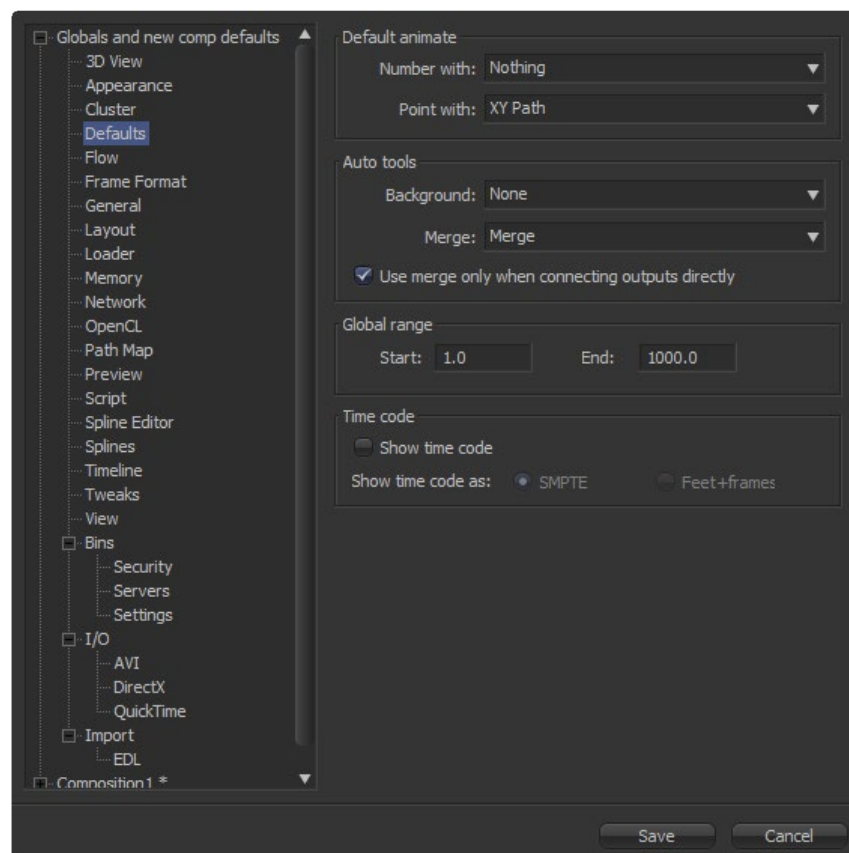 Globals and new comp defaults
3D View
Appearance
Cluster
Defaults
Flow
Frame Format
General
Layout
Loader
Memory
Network
OpenCL
Path Map
Preview
Script
Spline Editor
Splines
Timeline
Tweaks
View
Bins
Security
Servers
Settings
I/O
AVI
DirectX
QuickTime
Import
EDL
Composition1 *
Default animate
Number with: Nothing
Point with: XY Path
Auto tools
Background: None
Merge: Merge
Use merge only when connecting outputs directly
Global range
Start: 1.0 End: 1000.0
Time code
Show time code
Show time code as: SMPTE Feet+frames
Save Cancel